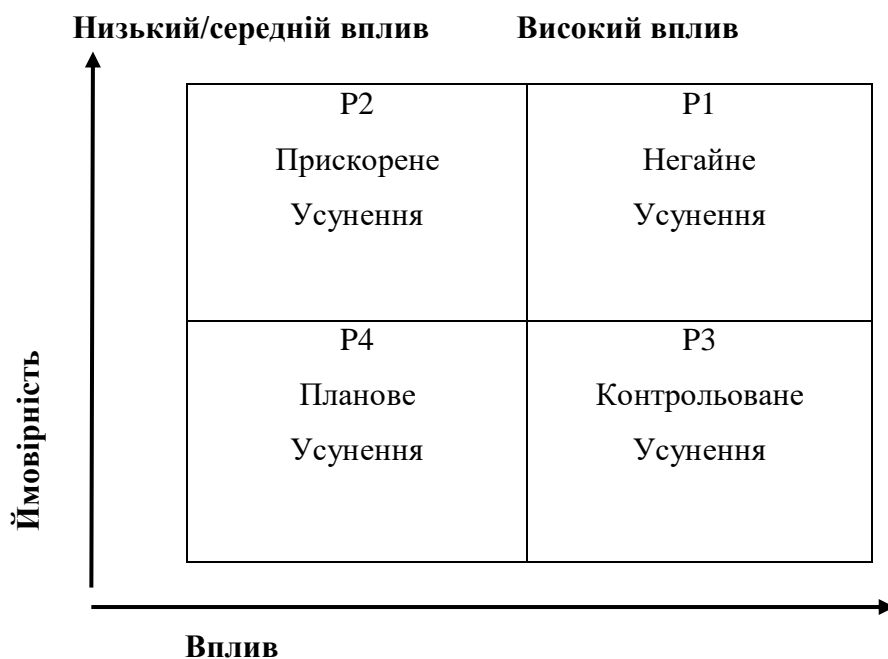 Низький/середній вплив Високий вплив
P2
Прискорене
Усунення
P1
Негайне
Усунення
P4
Планове
Усунення
P3
Контрольоване
Усунення
Ймовірність
Вплив